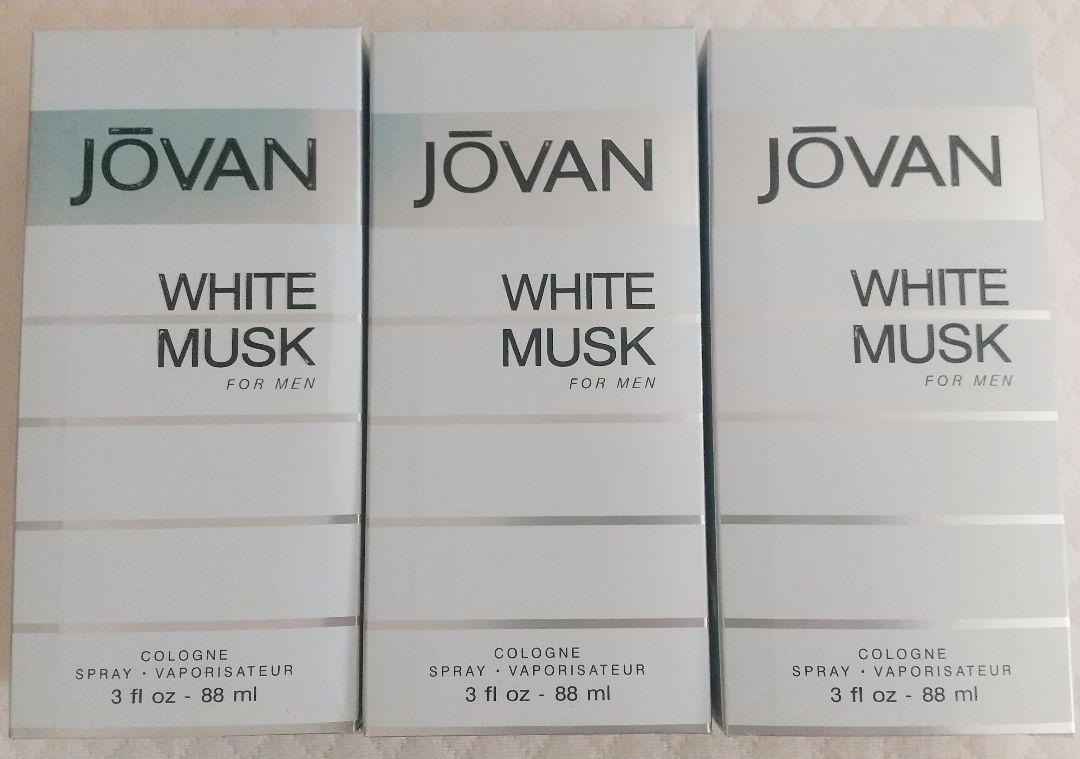 JŌVAN
WHITE
MUSK
FOR MEN
COLOGNE
SPRAY · VAPORISATEUR
3 fl oz - 88 ml
JŌVAN
WHITE
MUSK
FOR MEN
COLOGNE
SPRAY · VAPORISATEUR
3 fl oz - 88 ml
JŌVAN
WHITE
MUSK
FOR MEN
COLOGNE
SPRAY · VAPORISATEUR
3 fl oz - 88 ml